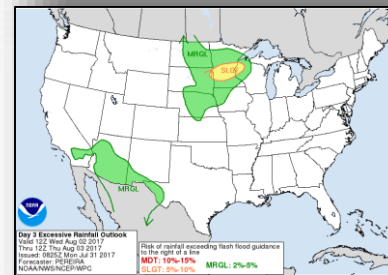 MRGL
SLGT
MRGL
NOAA
Day 3 Excessive Rainfall Outlook
Valid 12Z Wed Aug 02 2017
Thru 12Z Thu Aug 03 2017
Issued: 0825Z Mon Jul 31 2017
Forecaster: PEREIRA
NOAA/NWS/NCEP/WPC
Risk of rainfall exceeding flash flood guidance
to the right of a line
MDT: 10%-15%
SLGT: 5%-10%
MRGL: 2%-5%